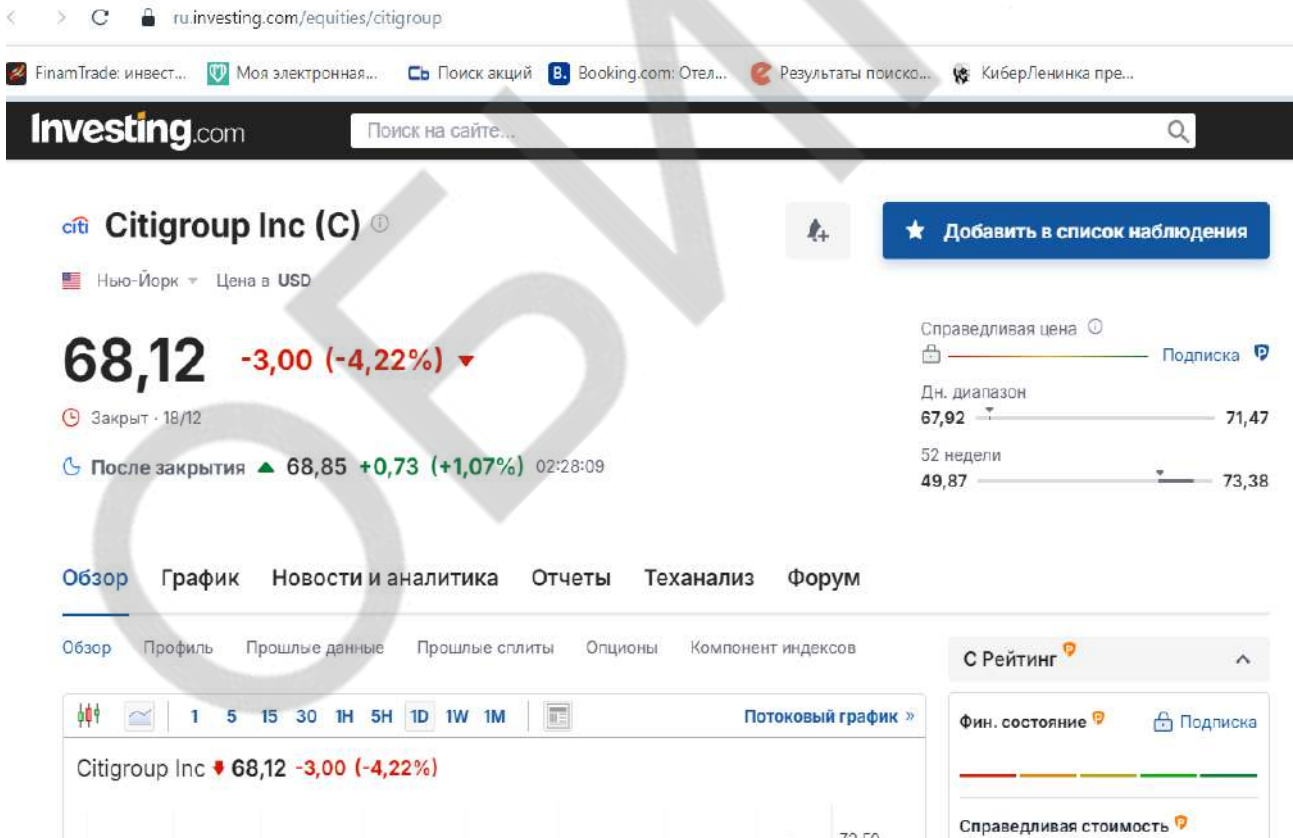 ru.investing.com/equities/citigroup
FinamTrade: инвест... Моя электронная... Сь Поиск акций B. Booking.com: Отел... Результаты поиско... КиберЛенинка пре...
Investing.com Поиск на сайте...
citi Citigroup Inc (C) Добавить в список наблюдения
Нью-Йорк Цена в USD
Справедливая цена
68,12 -3,00 (-4,22%) Подписка
Дн. диапазон
Закрыт · 18/12 67,92 71,47
52 недели
После закрытия 68,85 +0,73 (+1,07%) 02:28:09
49,87 73,38
Обзор График Новости и аналитика Отчеты Теханализ Форум
Обзор Профиль Прошлые данные Прошлые сплиты Опционы Компонент индексов
C Рейтинг
1 5 15 30 1H 5H 1D 1W 1M Потоковый график »
Фин. состояние Подписка
Citigroup Inc 68,12 -3,00 (-4,22%)
Справедливая стоимость